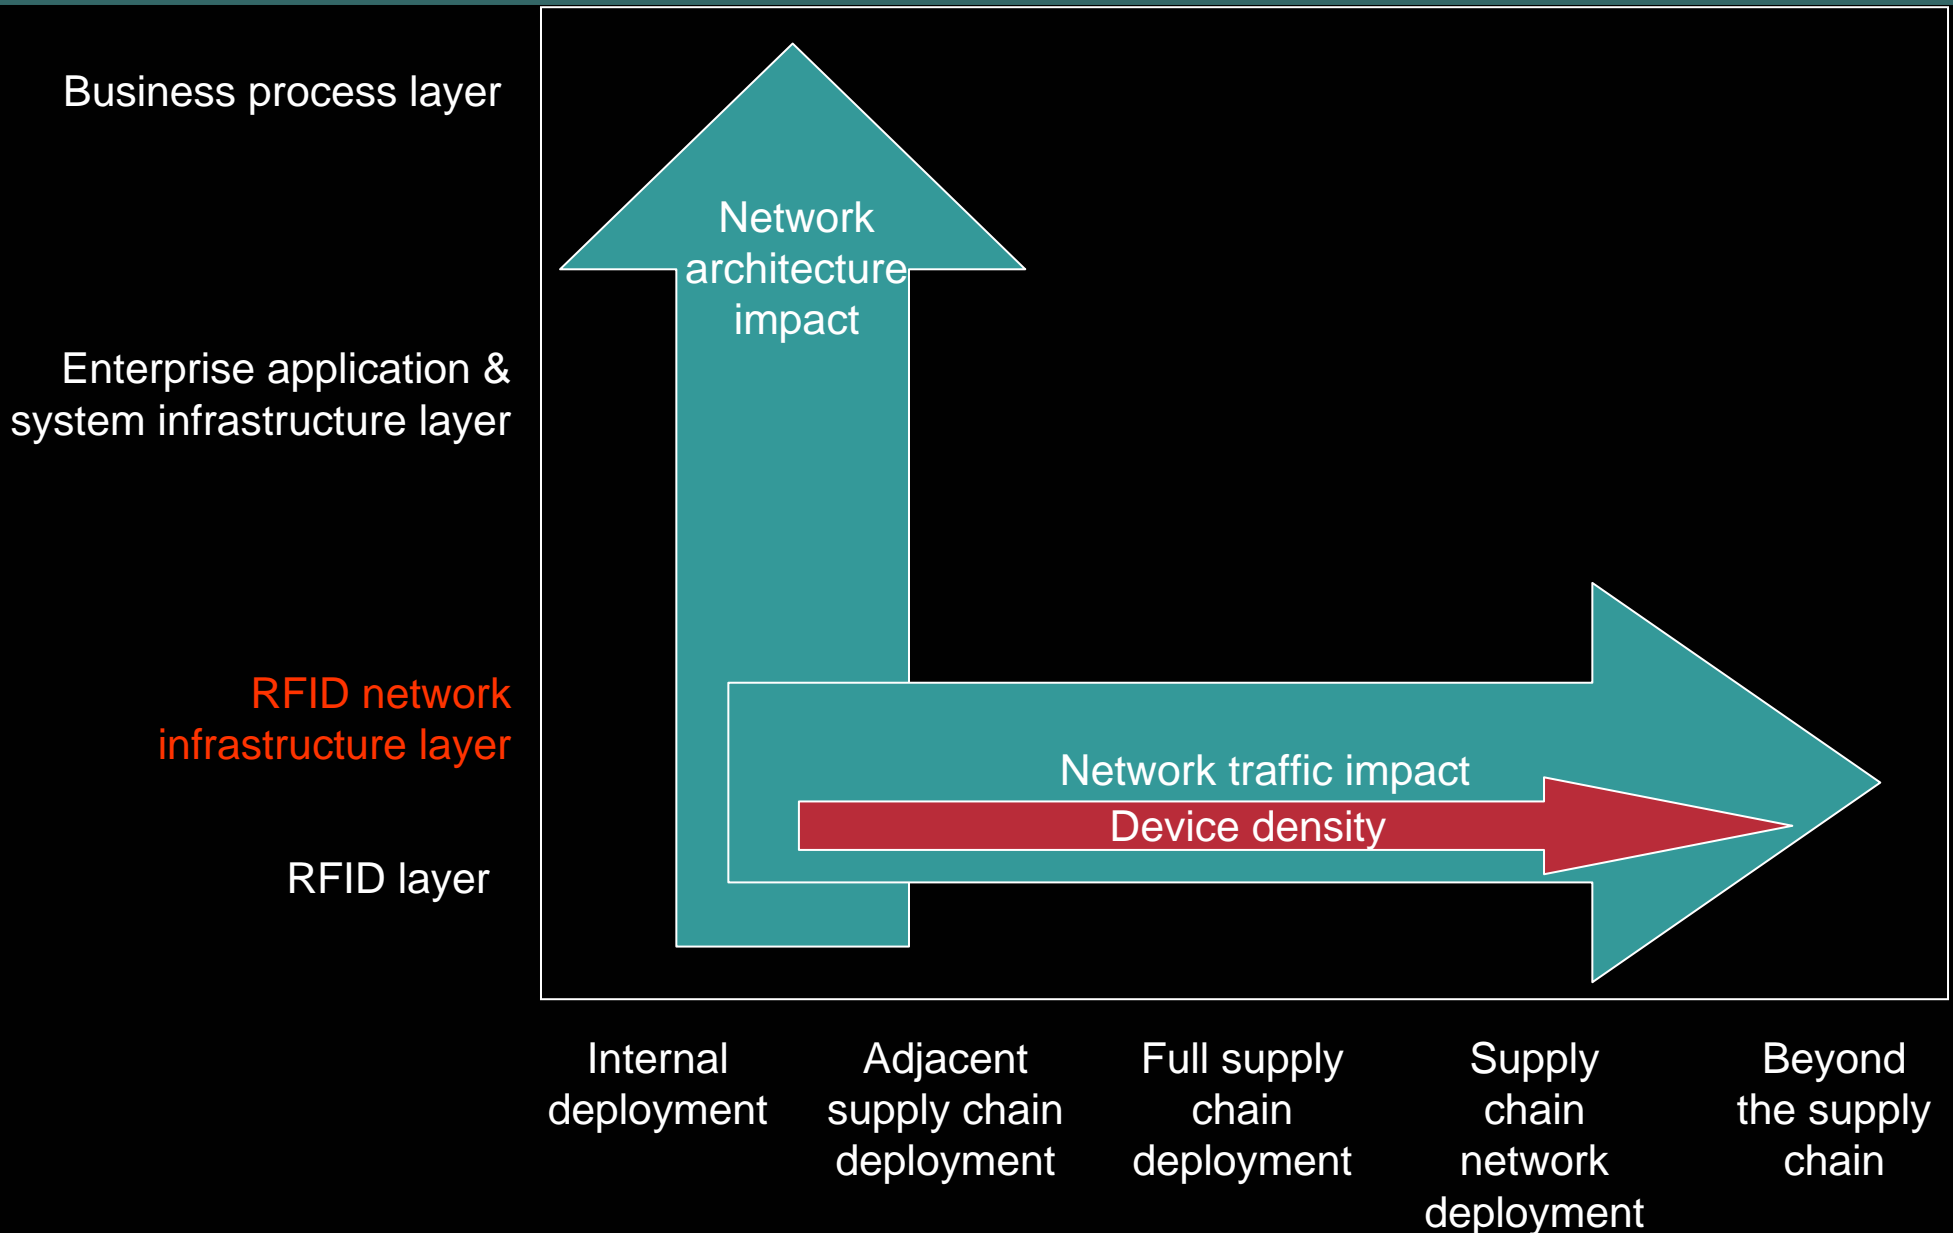 Business process layer
Network
architecture
impact
Enterprise application &
system infrastructure layer
RFID network
infrastructure layer
Network traffic impact
Device density
RFID layer
Internal
deployment
Adjacent
supply chain
deployment
Full supply
chain
deployment
Supply
chain
network
deployment
Beyond
the supply
chain